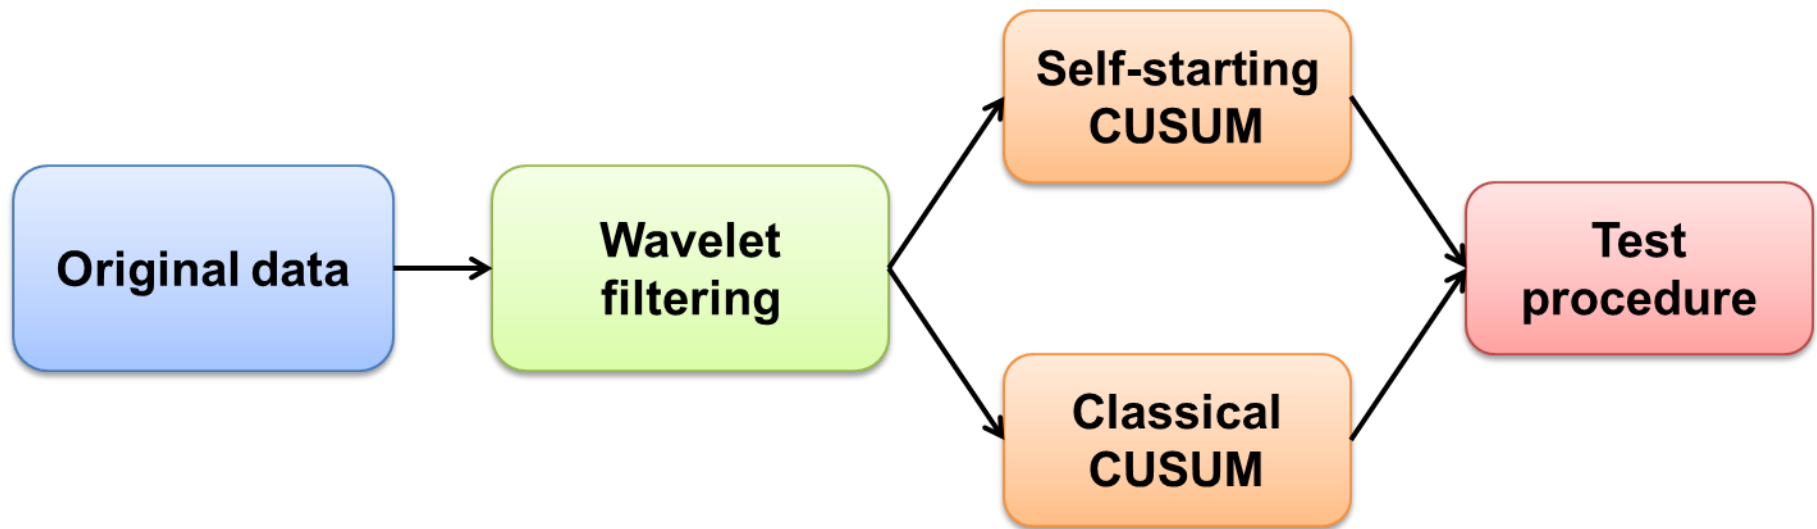 Original data
Wavelet
filtering
Self-starting
CUSUM
Classical
CUSUM
Test
procedure